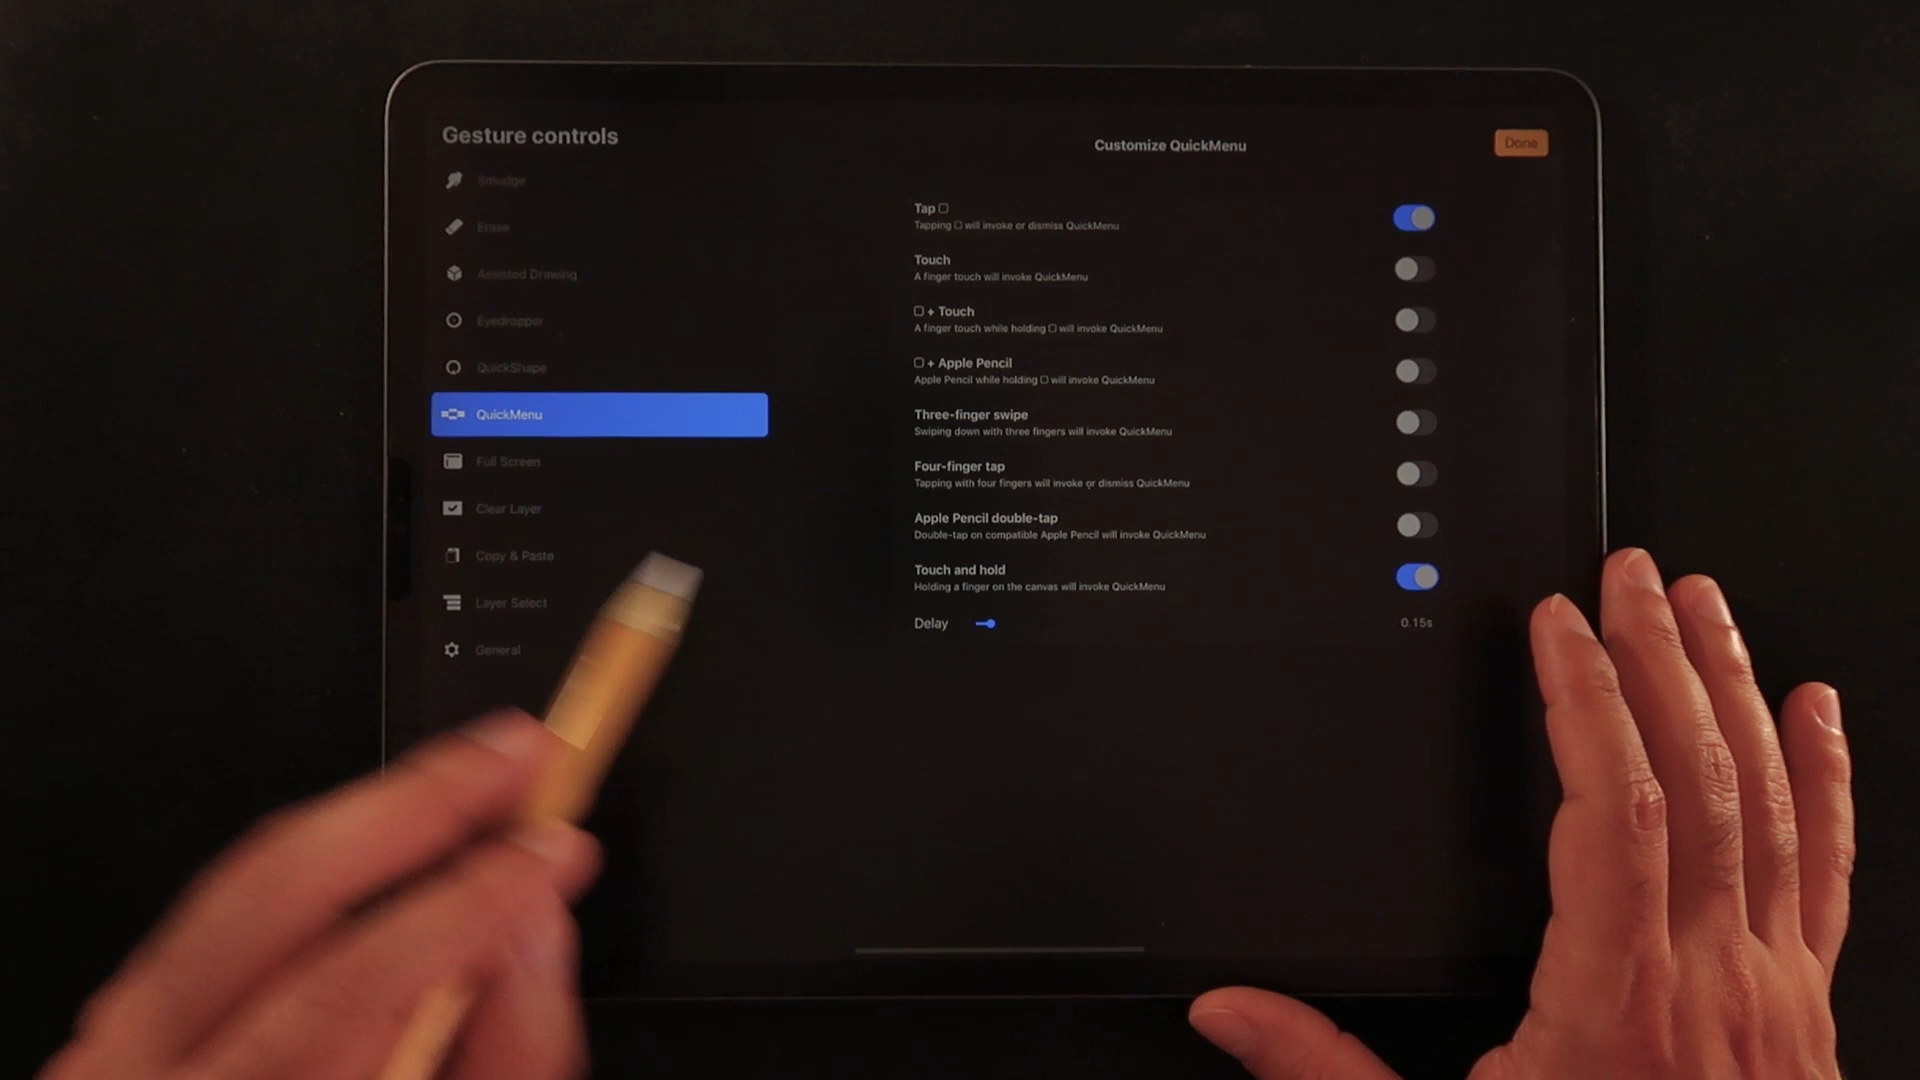 Gesture controls
Smudge
Erase
Assisted Drawing
Eyedropper
QuickShape
QuickMenu
Full Screen
Clear Layer
Copy & Paste
Layer Select
General
Customize QuickMenu
Done
Tap ▢
Tapping ▢ will invoke or dismiss QuickMenu
Touch
A finger touch will invoke QuickMenu
▢ + Touch
A finger touch while holding ▢ will invoke QuickMenu
▢ + Apple Pencil
Apple Pencil while holding ▢ will invoke QuickMenu
Three-finger swipe
Swiping down with three fingers will invoke QuickMenu
Four-finger tap
Tapping with four fingers will invoke or dismiss QuickMenu
Apple Pencil double-tap
Double-tap on compatible Apple Pencil will invoke QuickMenu
Touch and hold
Holding a finger on the canvas will invoke QuickMenu
Delay 0.15s